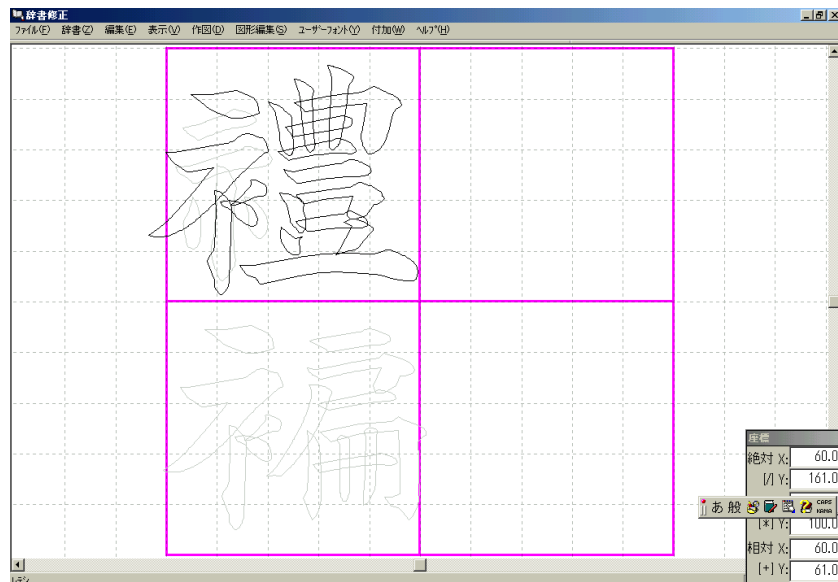 辞書修正
ファイル(F) 辞書(Z) 編集(E) 表示(V) 作図(D) 図形編集(S) ユーザーフォント(Y) 付加(W) ヘルプ(H)
禮
褊
座標
絶対 X: 60.0
[/] Y: 161.0
あ 般 CAPS KANA
[*] Y: 100.0
相対 X: 60.0
[+] Y: 61.0